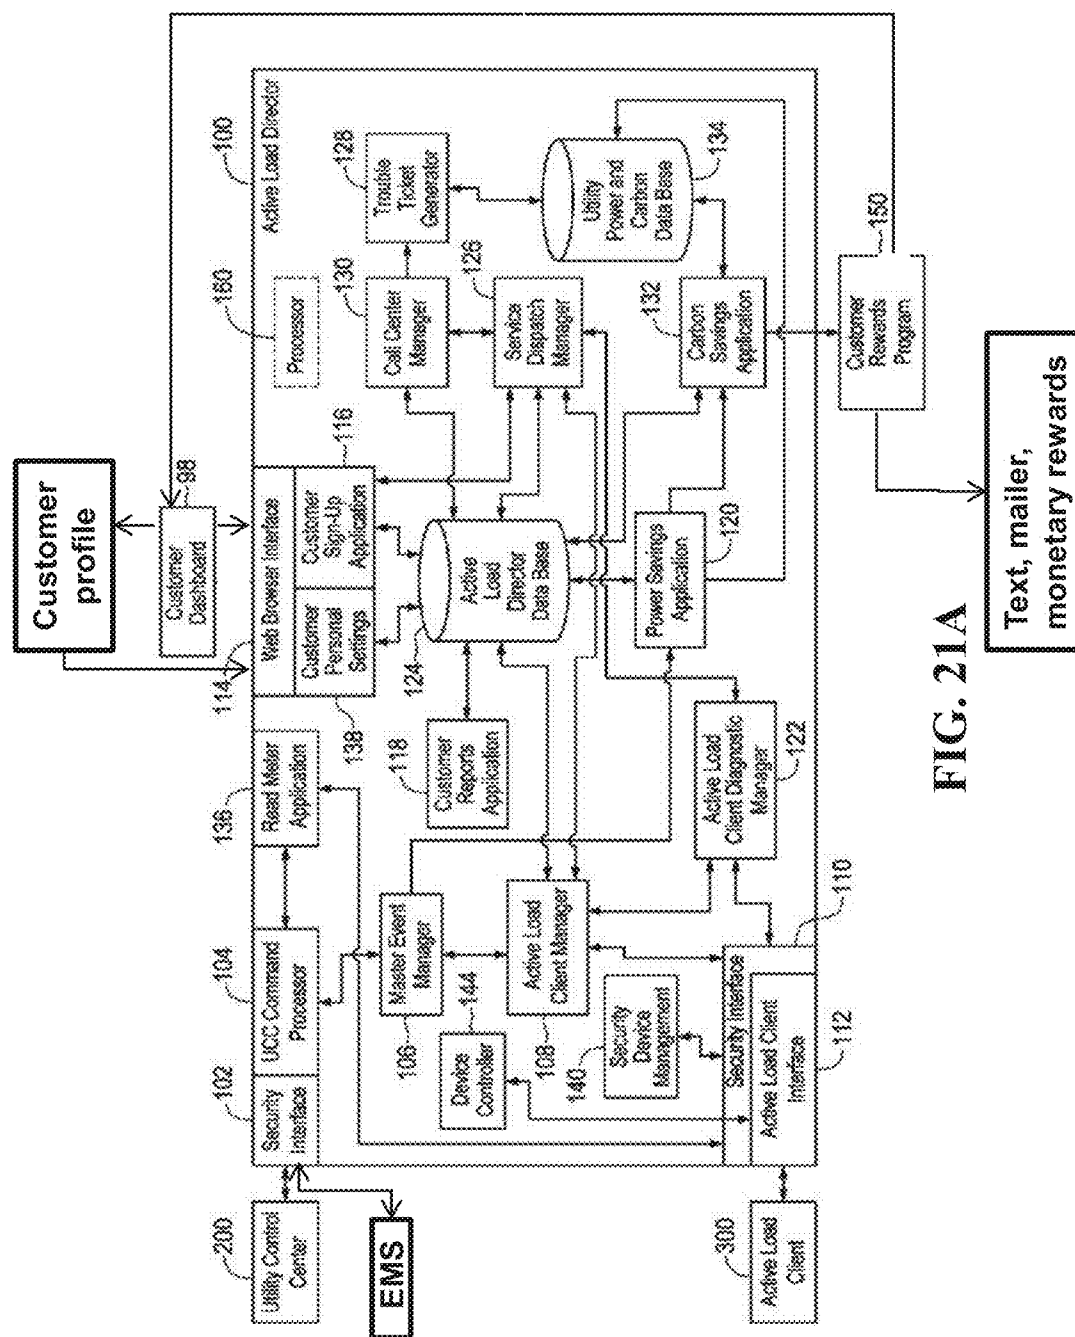 Customer
profile
98
Customer
Dashboard
100
Active Load Director
114
Web Browser Interface
Customer
Personal
Settings
138
Customer
Sign-Up
Application
116
160
Processor
136
Read Meter
Application
104
UCC Command
Processor
102
Security
Interface
200
Utility Control
Center
EMS
130
Call Center
Manager
128
Trouble
Ticket
Generator
126
Service
Dispatch
Manager
Utility
Power and
Carbon
Data Base
134
124
Active
Load
Director
Data Base
118
Customer
Reports
Application
Master Event
Manager
106
144
Device
Controller
Active Load
Client Manager
108
140
Security
Device
Management
132
Carbon
Savings
Application
Power Savings
Application
120
Active Load
Client Diagnostic
Manager
122
110
Security Interface
Active Load Client
Interface
112
300
Active Load
Client
150
Customer
Rewards
Program
Text, mailer,
monetary rewards
FIG. 21A